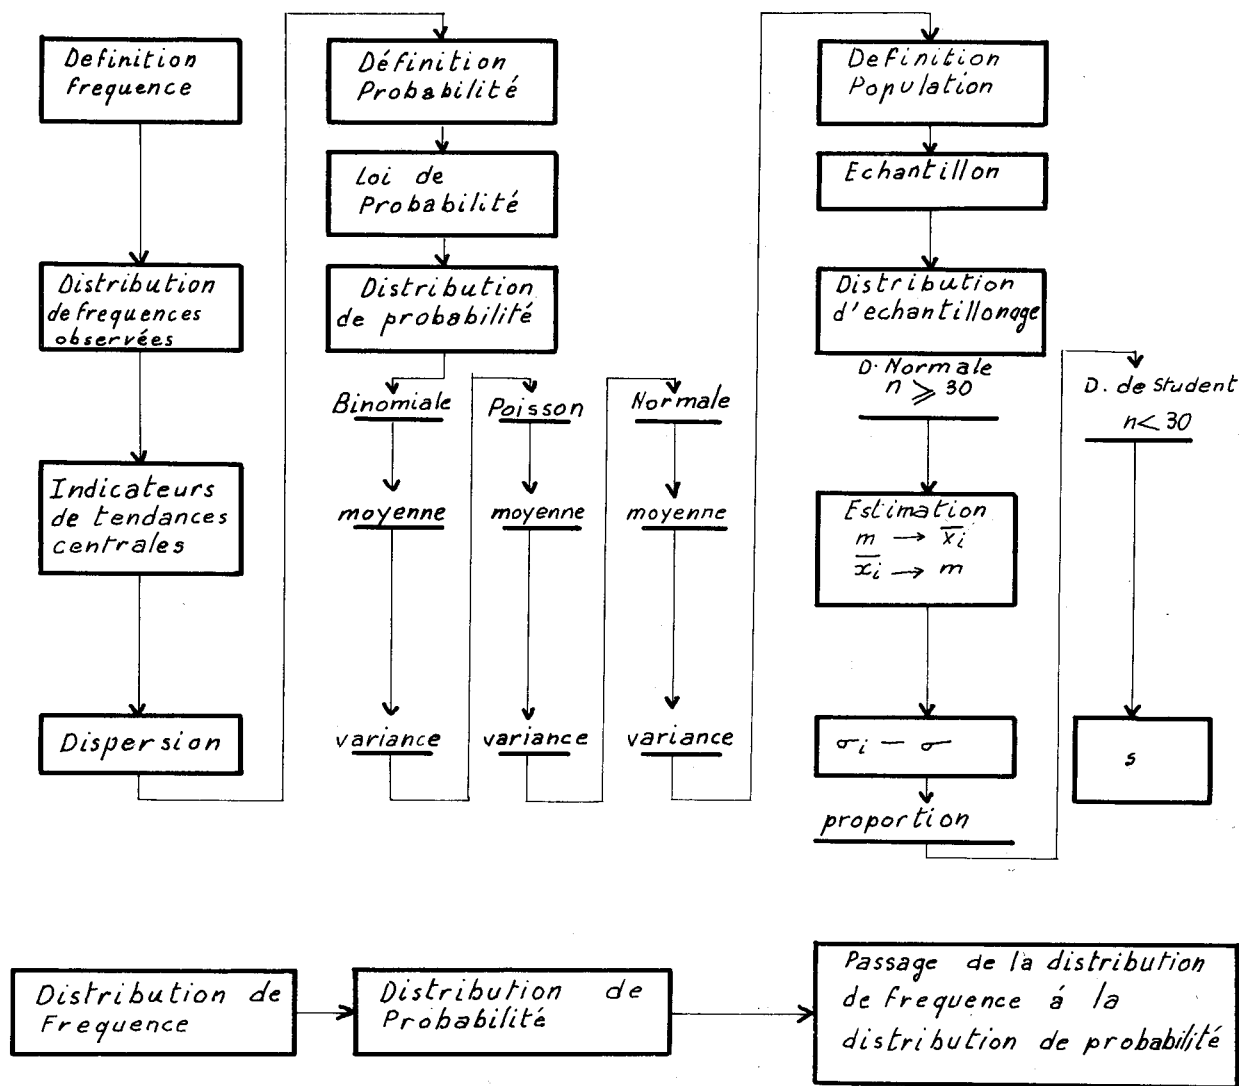 Definition
frequence
Distribution
de frequences
observées
Indicateurs
de tendances
centrales
Dispersion
Définition
Probabilité
Loi de
Probabilité
Distribution
de probabilité
Binomiale
moyenne
variance
Poisson
moyenne
variance
Normale
moyenne
variance
Definition
Population
Echantillon
Distribution
d'echantillonage
D. Normale
n ⩾ 30
Estimation
m → x̅i
x̅i → m
σi – σ
proportion
D. de Student
n < 30
s
Distribution de
Frequence
Distribution de
Probabilité
Passage de la distribution
de frequence á la
distribution de probabilité